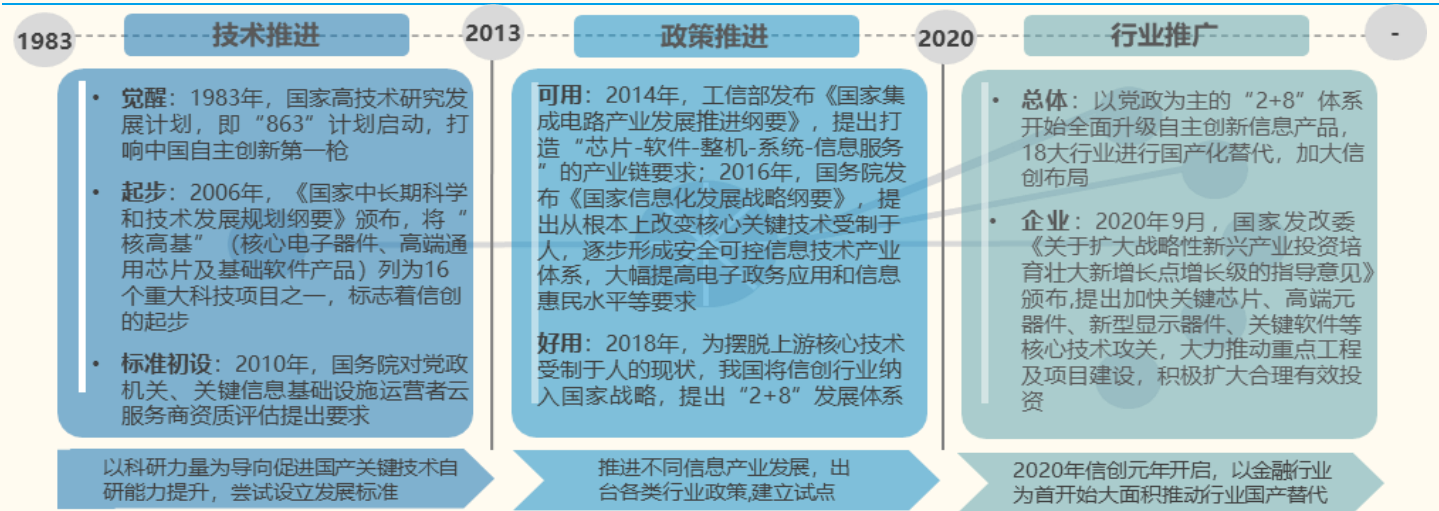 1983
技术推进
2013
政策推进
2020
行业推广
-
• 觉醒：1983年，国家高技术研究发
展计划，即“863”计划启动，打
响中国自主创新第一枪
• 起步：2006年，《国家中长期科学
和技术发展规划纲要》颁布，将“
核高基”（核心电子器件、高端通
用芯片及基础软件产品）列为16
个重大科技项目之一，标志着信创
的起步
• 标准初设：2010年，国务院对党政
机关、关键信息基础设施运营者云
服务商资质评估提出要求
可用：2014年，工信部发布《国家集
成电路产业发展推进纲要》，提出打
造“芯片-软件-整机-系统-信息服务
”的产业链要求；2016年，国务院发
布《国家信息化发展战略纲要》，提
出从根本上改变核心关键技术受制于
人，逐步形成安全可控信息技术产业
体系，大幅提高电子政务应用和信息
惠民水平等要求
好用：2018年，为摆脱上游核心技术
受制于人的现状，我国将信创行业纳
入国家战略，提出“2+8”发展体系
• 总体：以党政为主的“2+8”体系
开始全面升级自主创新信息产品，
18大行业进行国产化替代，加大信
创布局
• 企业：2020年9月，国家发改委
《关于扩大战略性新兴产业投资培
育壮大新增长点增长级的指导意见》
颁布,提出加快关键芯片、高端元
器件、新型显示器件、关键软件等
核心技术攻关，大力推动重点工程
及项目建设，积极扩大合理有效投
资
以科研力量为导向促进国产关键技术自
研能力提升，尝试设立发展标准
推进不同信息产业发展，出
台各类行业政策,建立试点
2020年信创元年开启，以金融行业
为首开始大面积推动行业国产替代